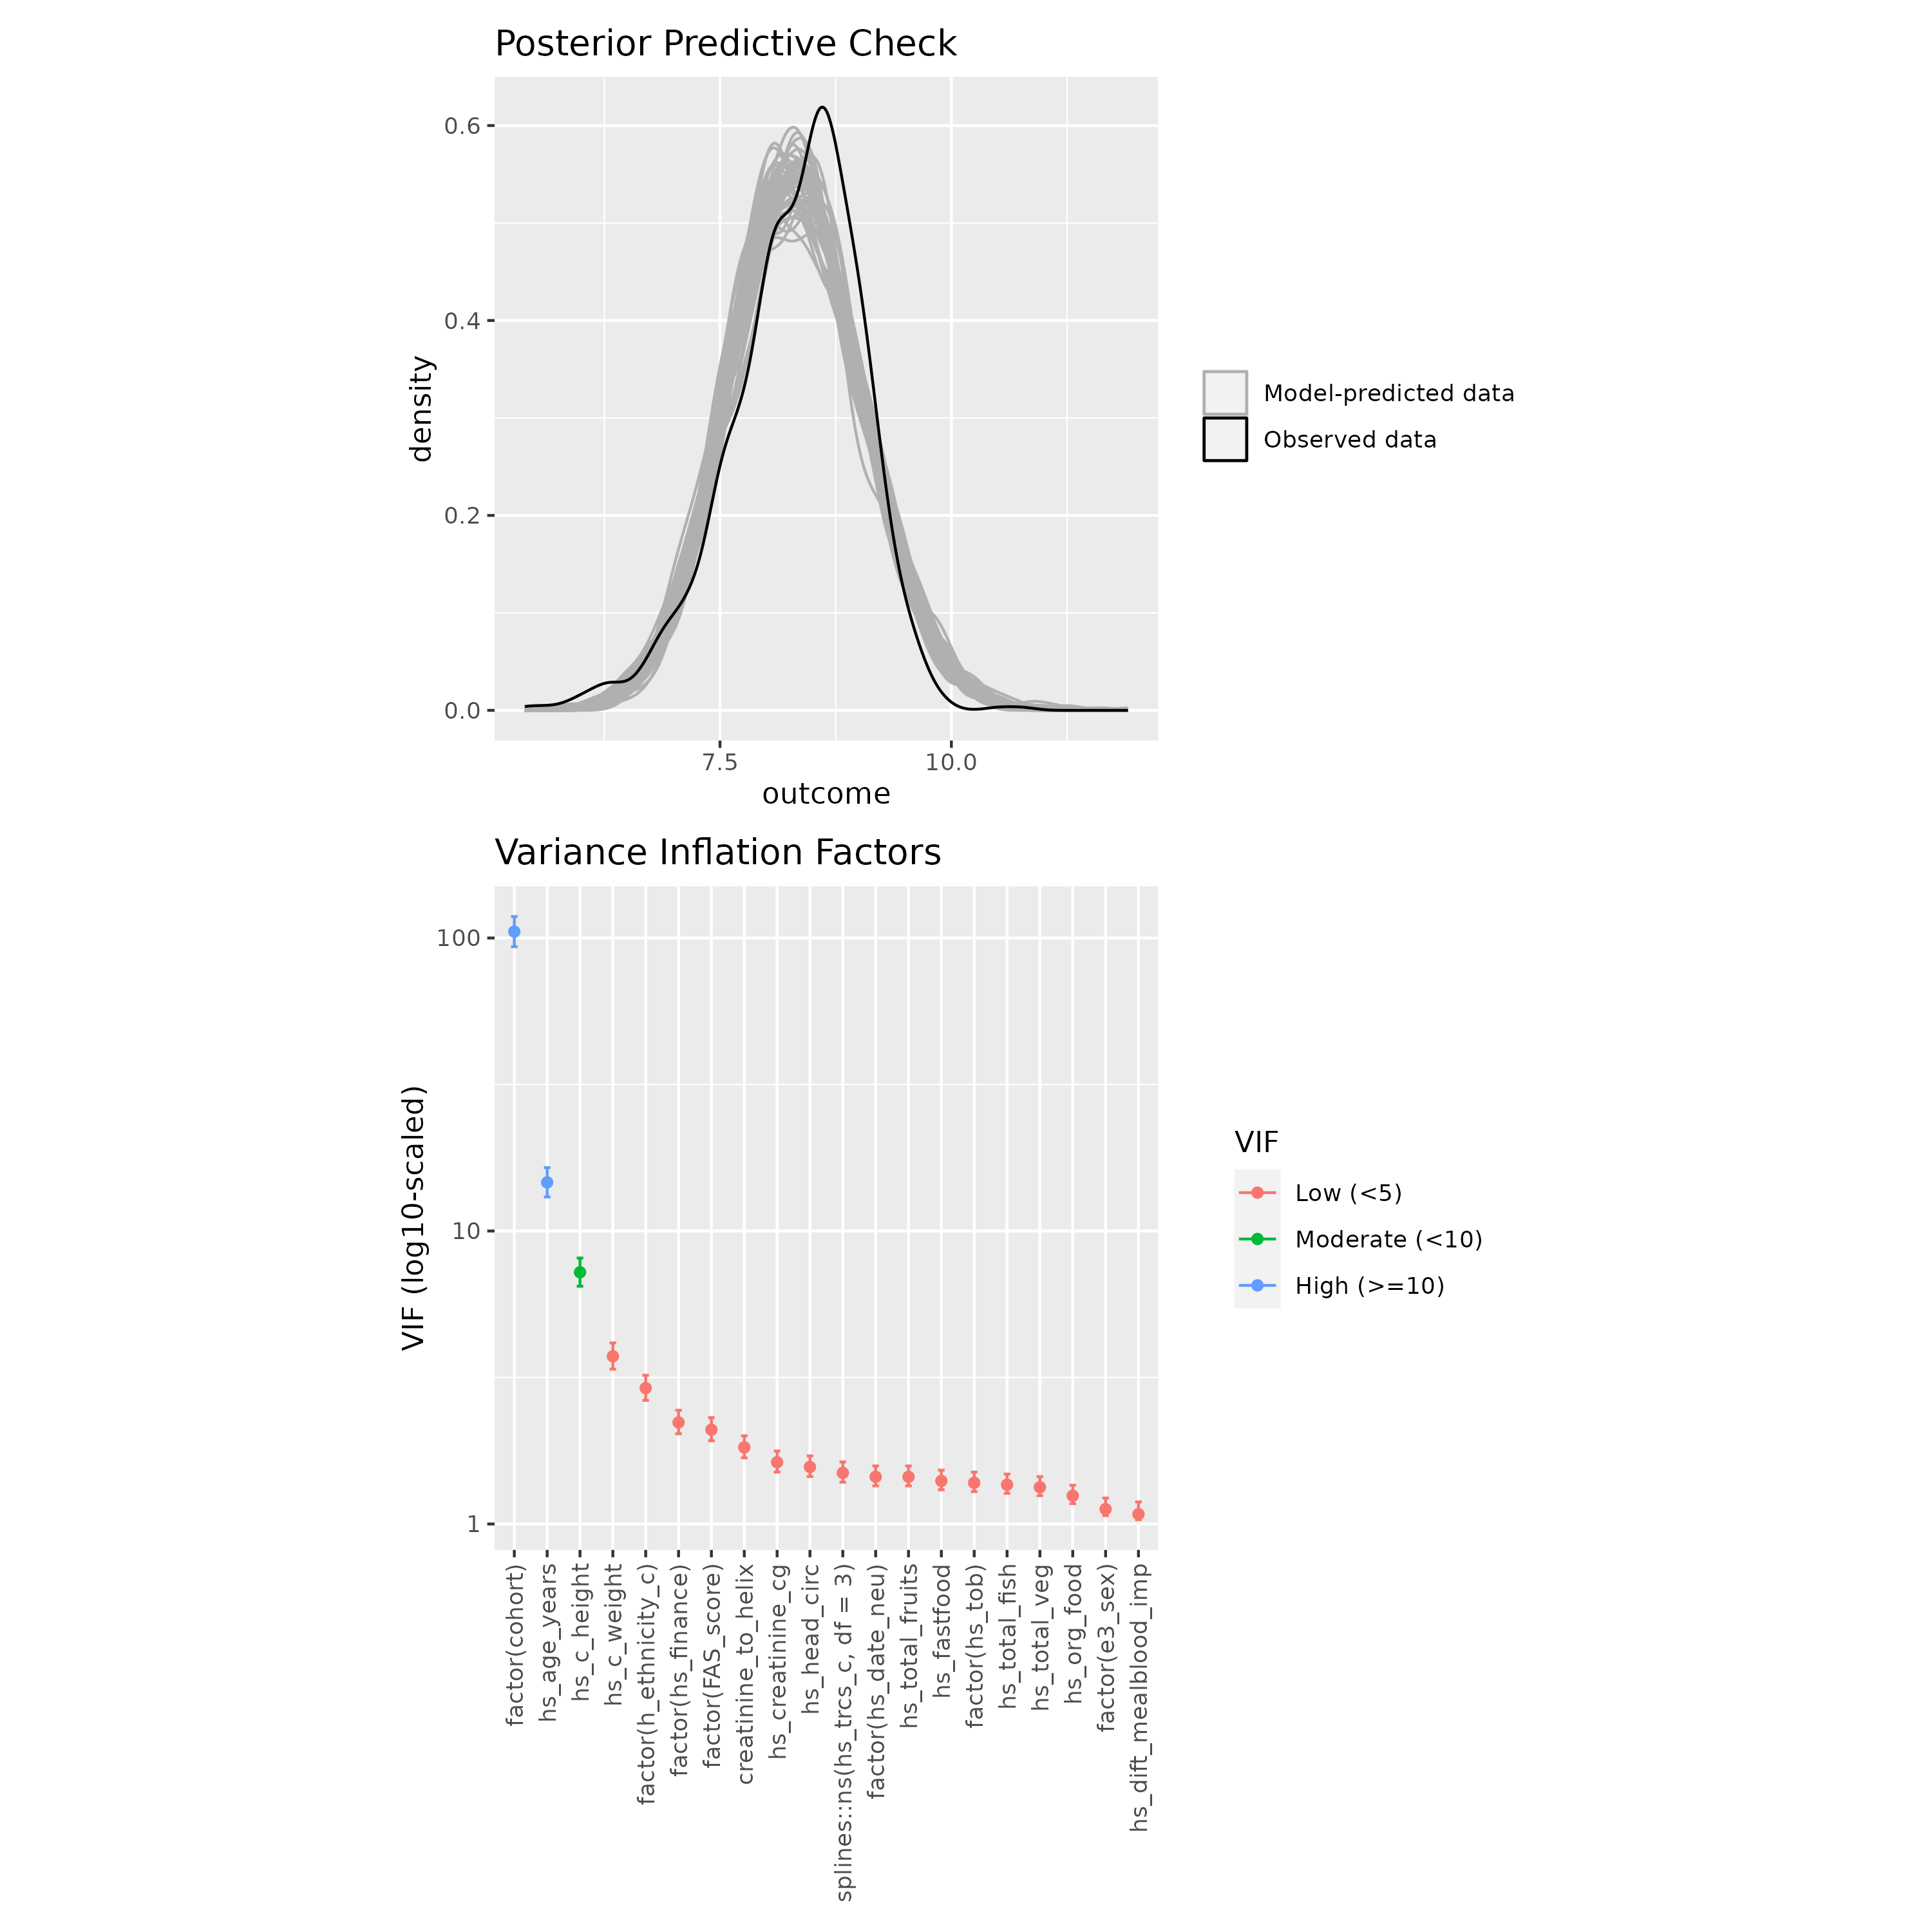 Posterior Predictive Check
0.6
0.4
0.2
0.0
density
7.5
10.0
outcome
Model-predicted data
Observed data
Variance Inflation Factors
100
10
1
VIF (log10-scaled)
factor(cohort)
hs_age_years
hs_c_height
hs_c_weight
factor(h_ethnicity_c)
factor(hs_finance)
factor(FAS_score)
creatinine_to_helix
hs_creatinine_cg
hs_head_circ
splines::ns(hs_trcs_c, df = 3)
factor(hs_date_neu)
hs_total_fruits
hs_fastfood
factor(hs_tob)
hs_total_fish
hs_total_veg
hs_org_food
factor(e3_sex)
hs_dift_mealblood_imp
VIF
Low (<5)
Moderate (<10)
High (>=10)